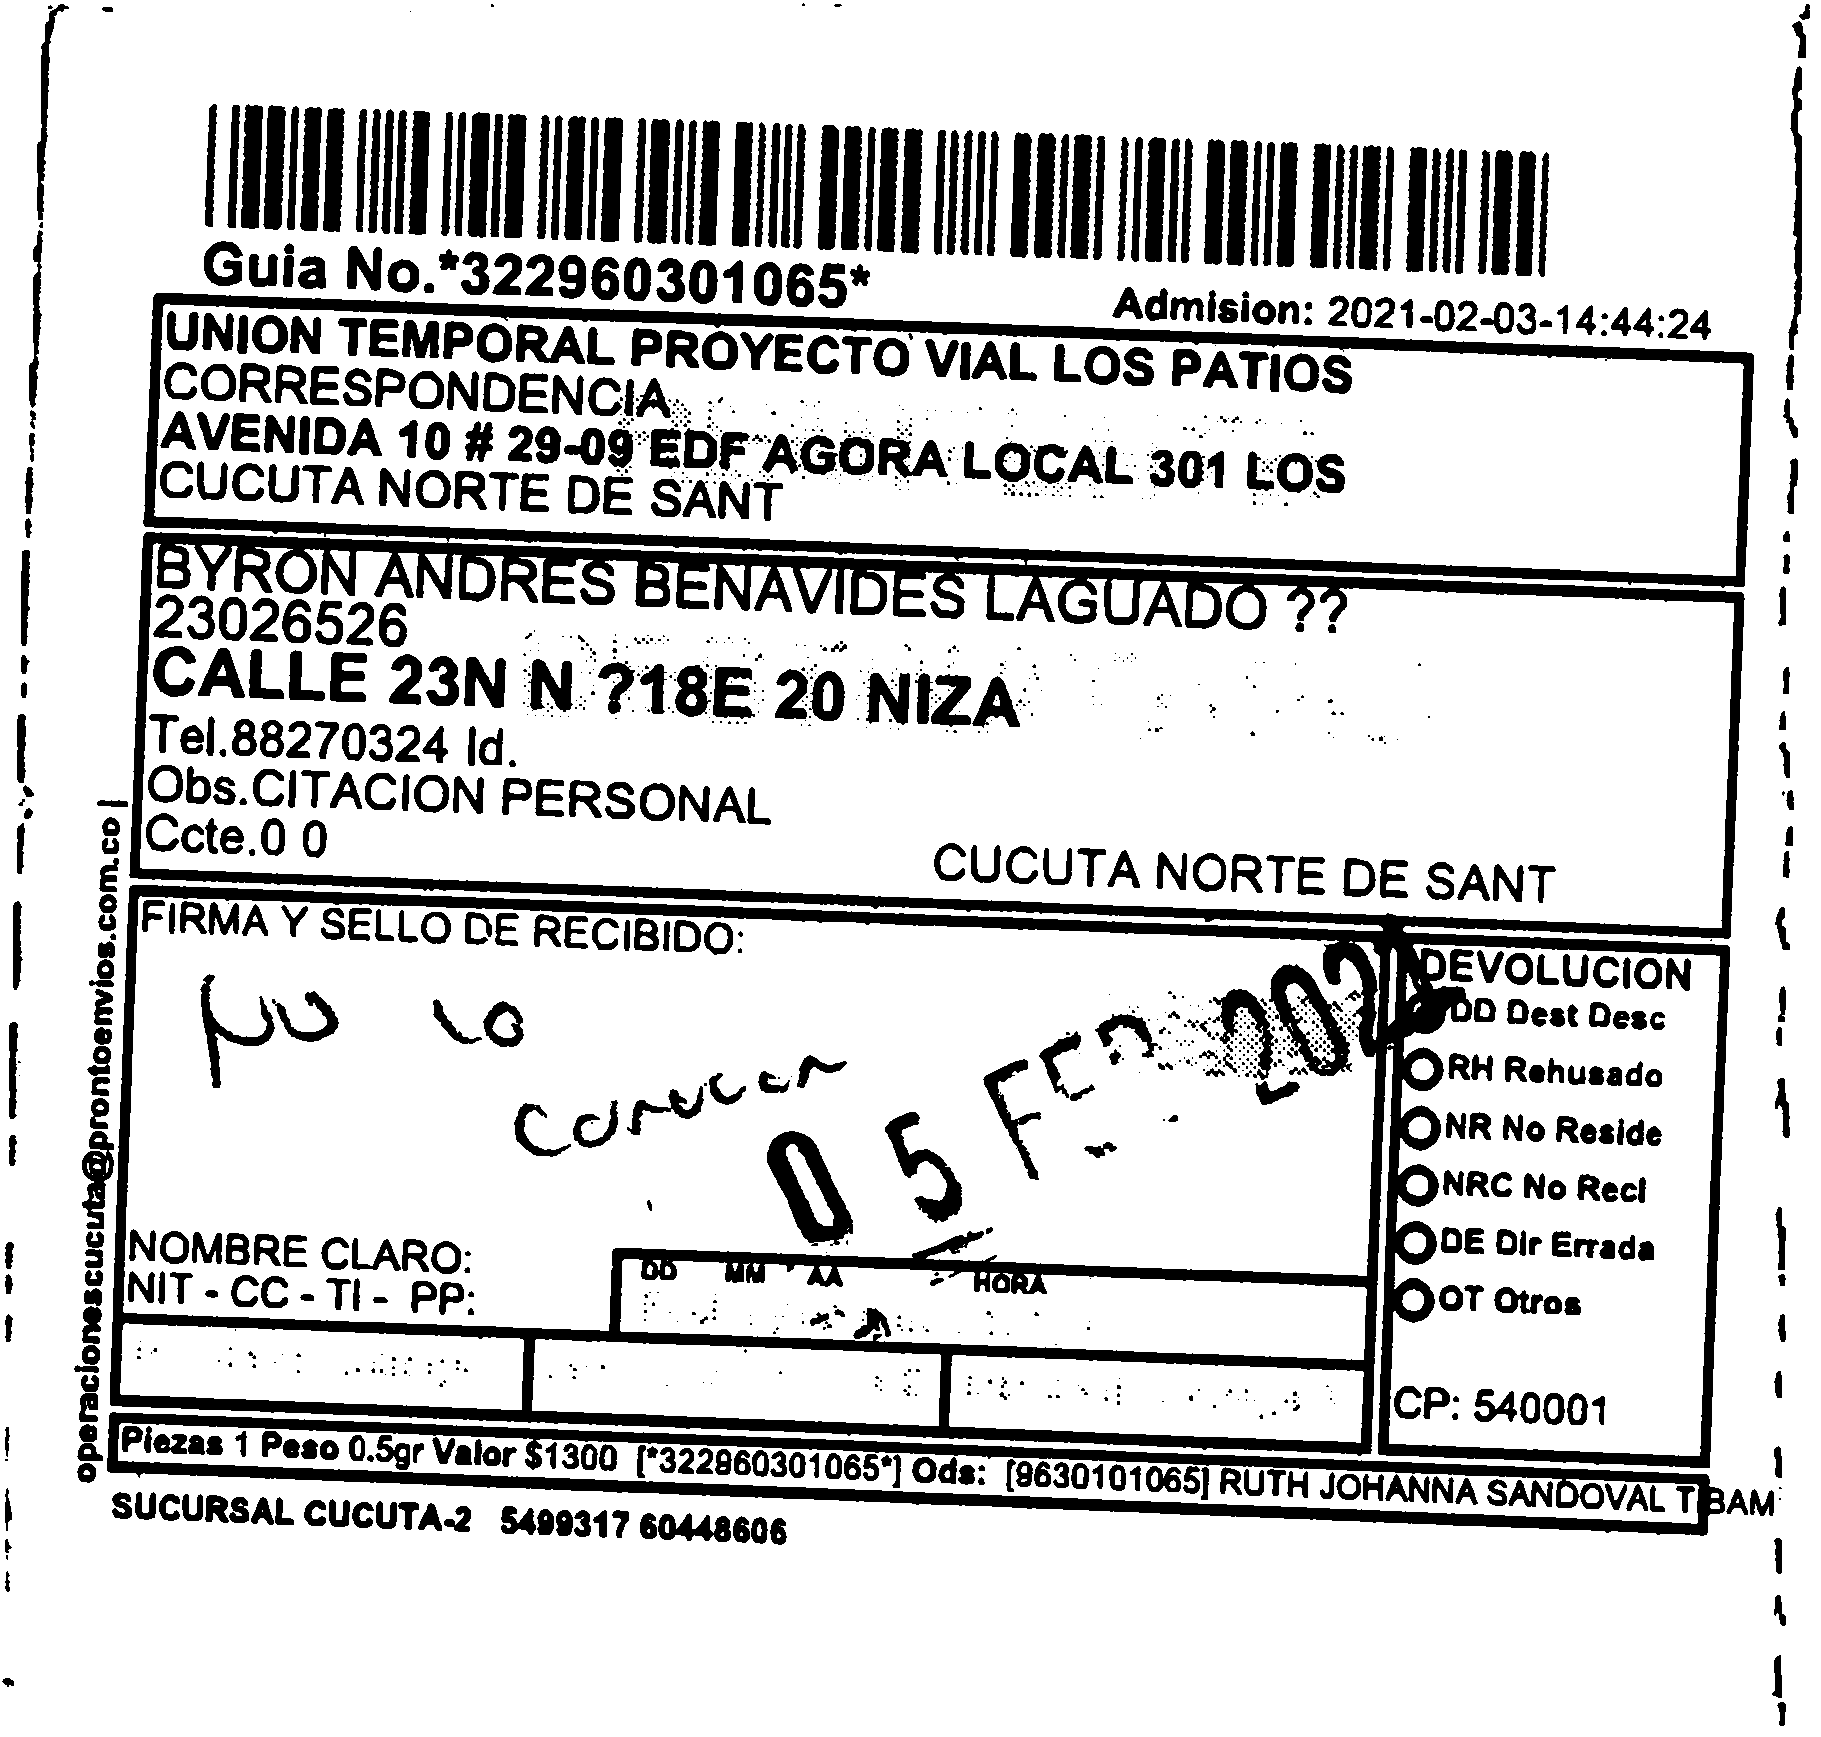 Guia No.*322960301065*
Admision: 2021-02-03-14:44:24
UNION TEMPORAL PROYECTO VIAL LOS PATIOS
CORRESPONDENCIA
AVENIDA 10 # 29-09 EDF AGORA LOCAL 301 LOS
CUCUTA NORTE DE SANT
BYRON ANDRES BENAVIDES LAGUADO ??
23026526
CALLE 23N N ?18E 20 NIZA
Tel.88270324 Id.
Obs.CITACION PERSONAL
Ccte.0 0
CUCUTA NORTE DE SANT
FIRMA Y SELLO DE RECIBIDO:
NO LO
Conocen
05 FEB 202
NOMBRE CLARO:
NIT - CC - TI - PP:
DD MM AA HORA
DEVOLUCION
DD Dest Desc
RH Rehusado
NR No Reside
NRC No Recl
DE Dir Errada
OT Otros
CP: 540001
Piezas 1 Peso 0.5gr Valor $1300 [*322960301065*] Ods: [9630101065] RUTH JOHANNA SANDOVAL TIBAM
SUCURSAL CUCUTA-2 5499317 60448606
operacionescucuta@prontoenvios.com.co |